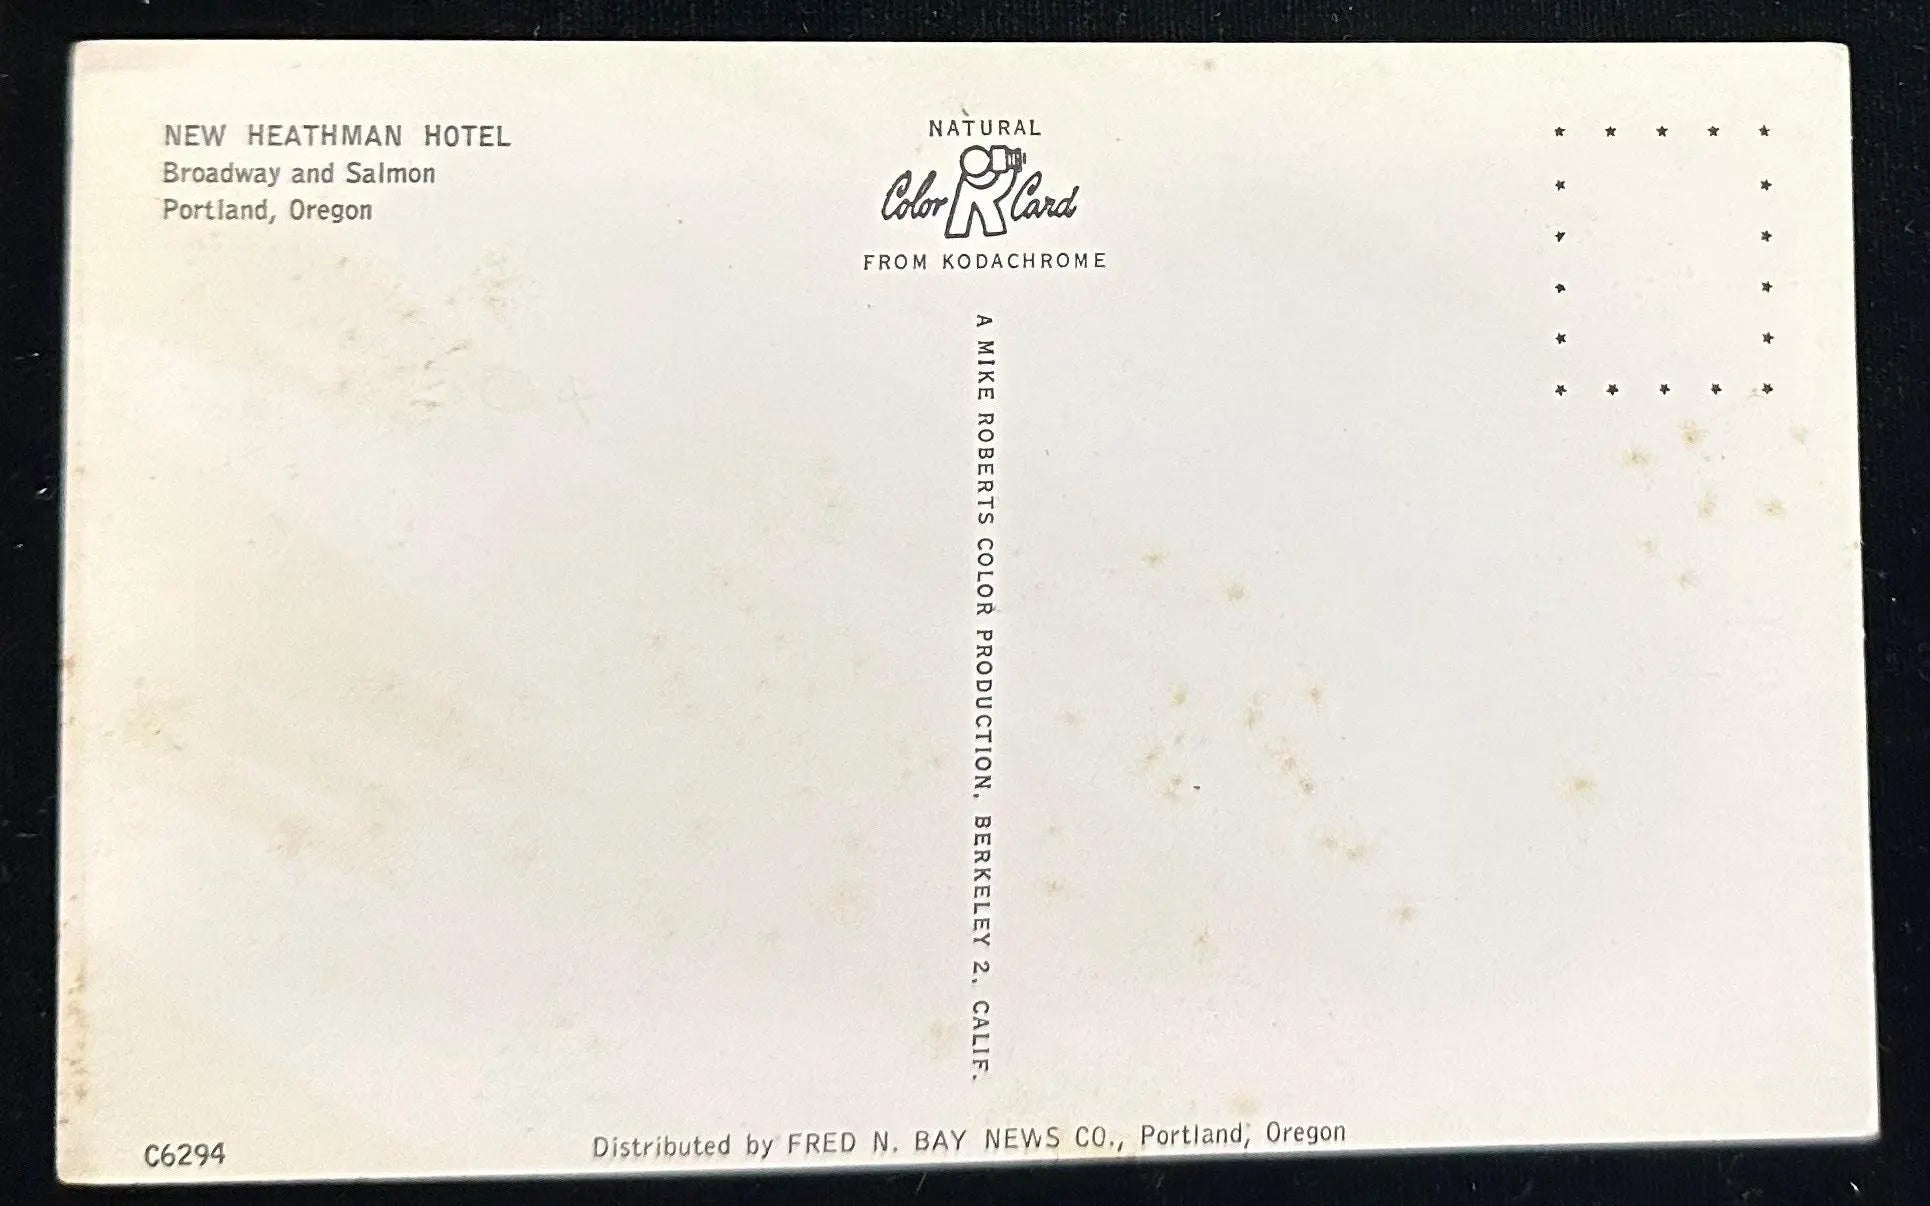 NEW HEATHMAN HOTEL
Broadway and Salmon
Portland, Oregon
NATURAL
Color Card
FROM KODACHROME
A MIKE ROBERTS COLOR PRODUCTION, BERKELEY 2, CALIF.
C6294
Distributed by FRED N. BAY NEWS CO., Portland, Oregon